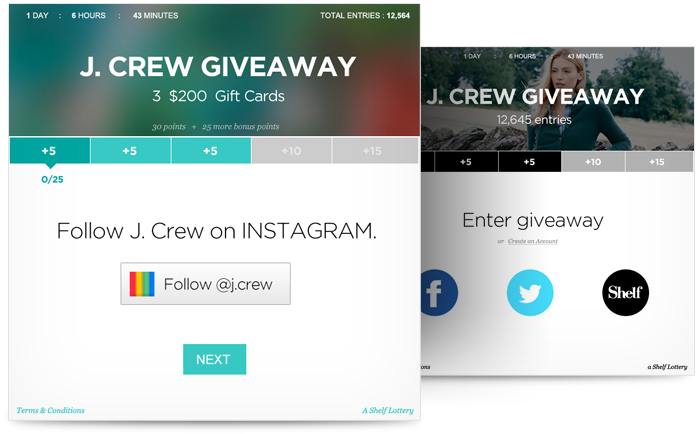 1 DAY : 6 HOURS : 43 MINUTES TOTAL ENTRIES : 12,564
J. CREW GIVEAWAY
3 $200 Gift Cards
30 points + 25 more bonus points
+5 +5 +5 +10 +15
0/25
Follow J. Crew on INSTAGRAM.
Follow @j.crew
NEXT
Terms & Conditions A Shelf Lottery
1 DAY : 6 HOURS : 43 MINUTES
J. CREW GIVEAWAY
12,645 entries
+5 +5 +10 +15
Enter giveaway
or Create an Account
f
Shelf
ons a Shelf Lottery